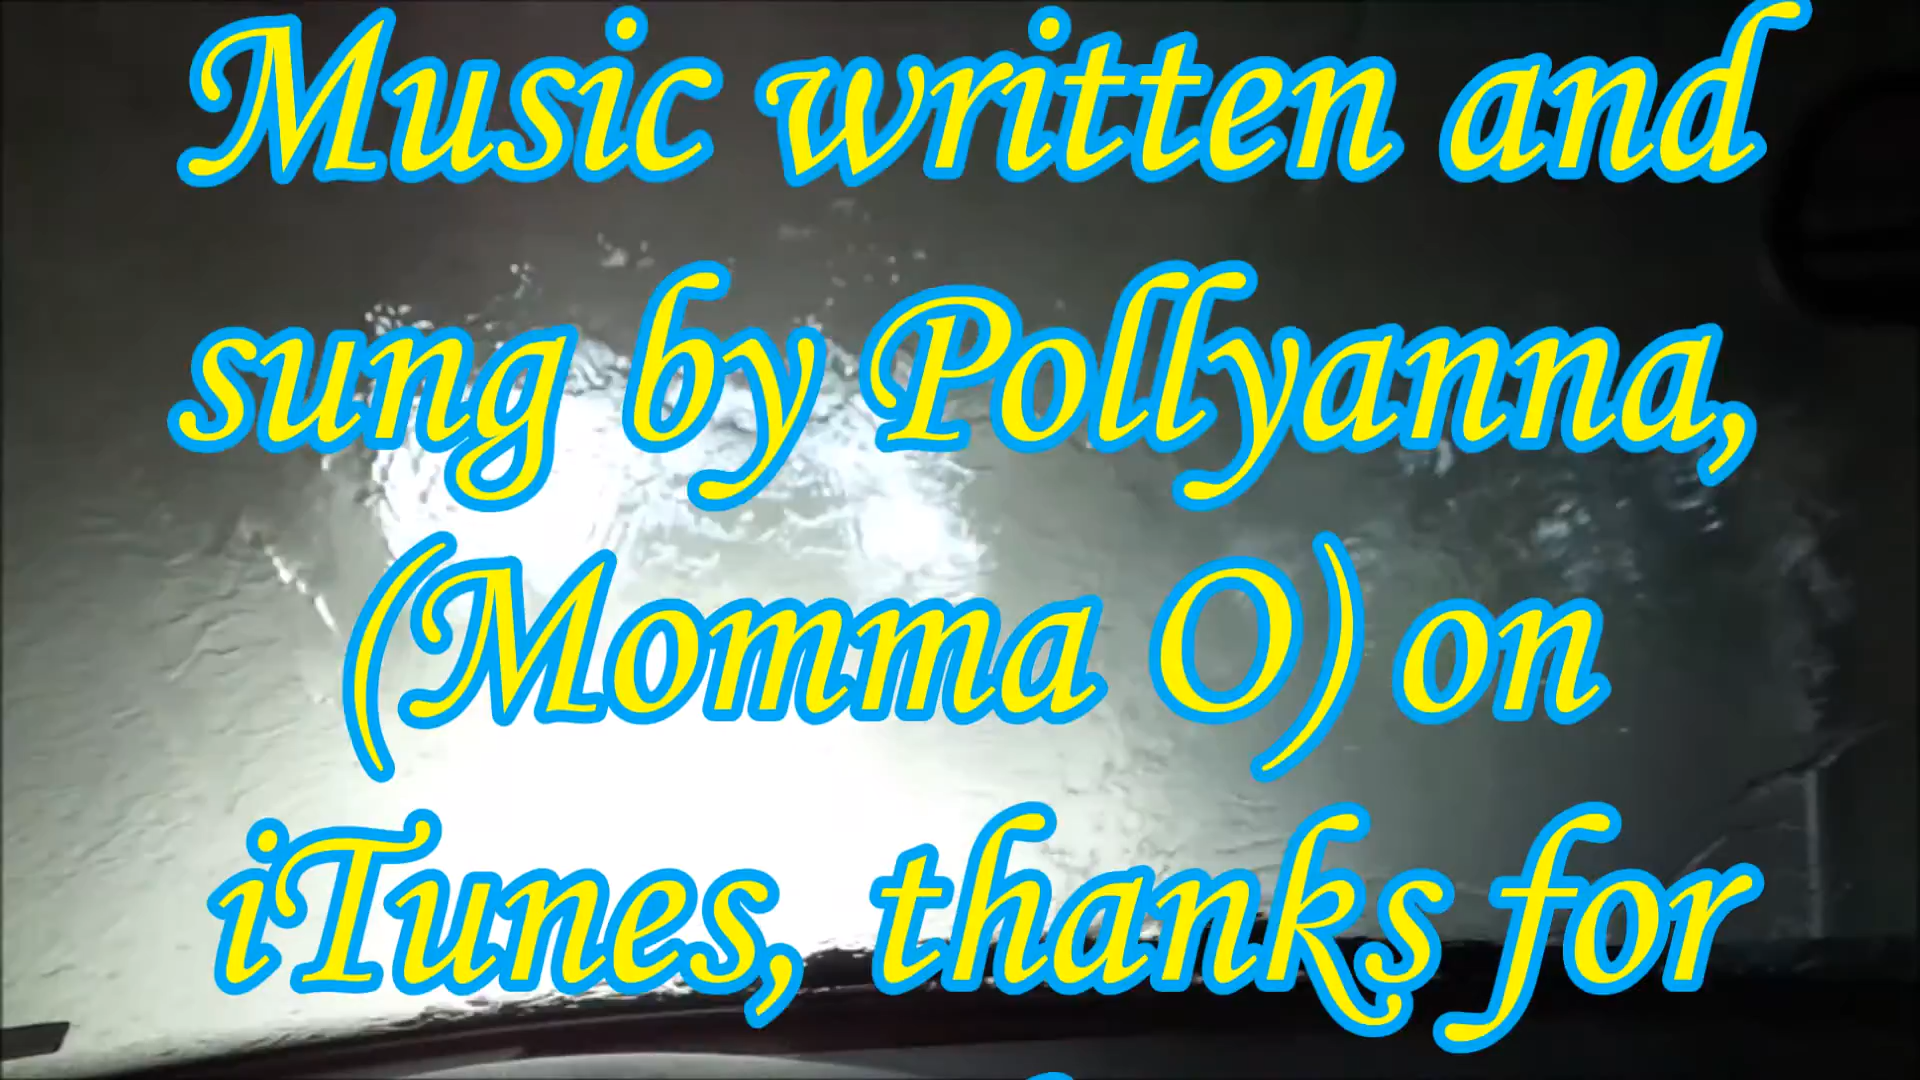 Music written and
sung by Pollyanna,
(Momma O) on
iTunes, thanks for